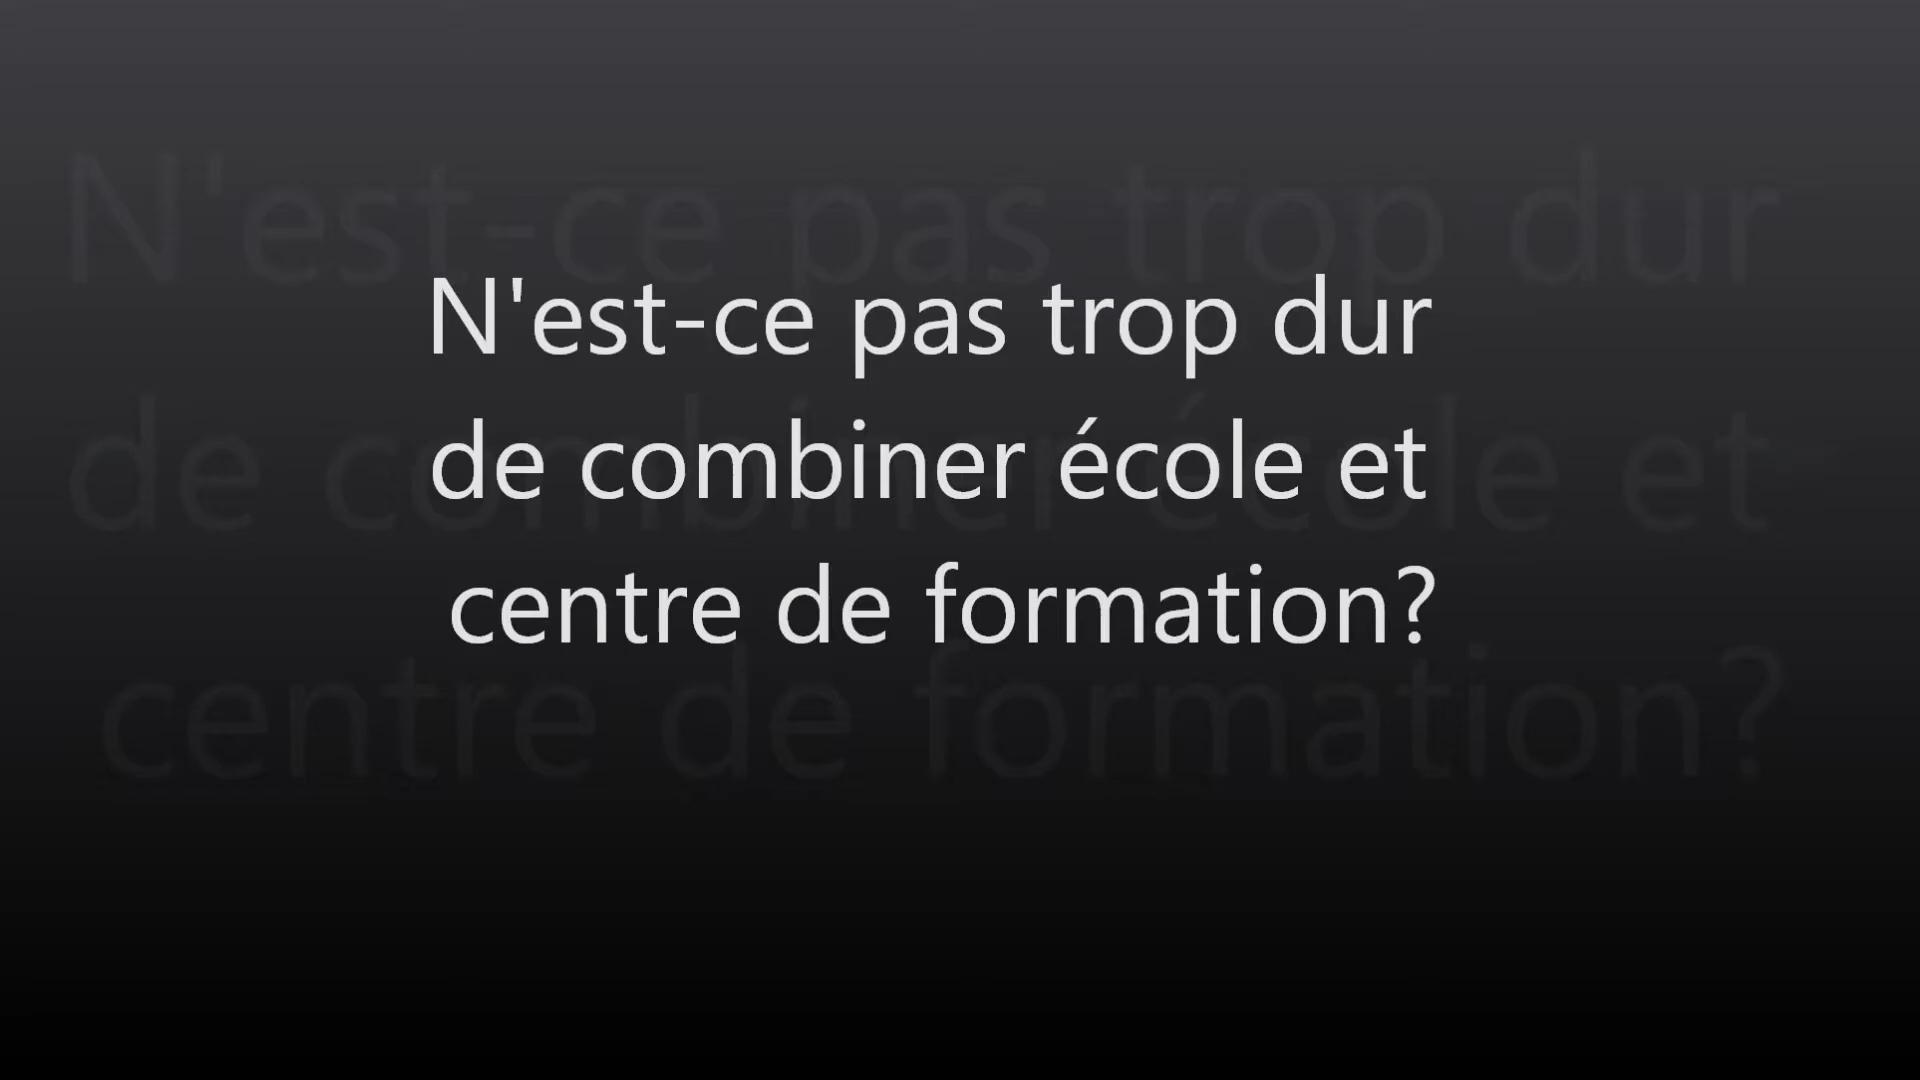 N'est-ce pas trop dur
de combiner école et
centre de formation?